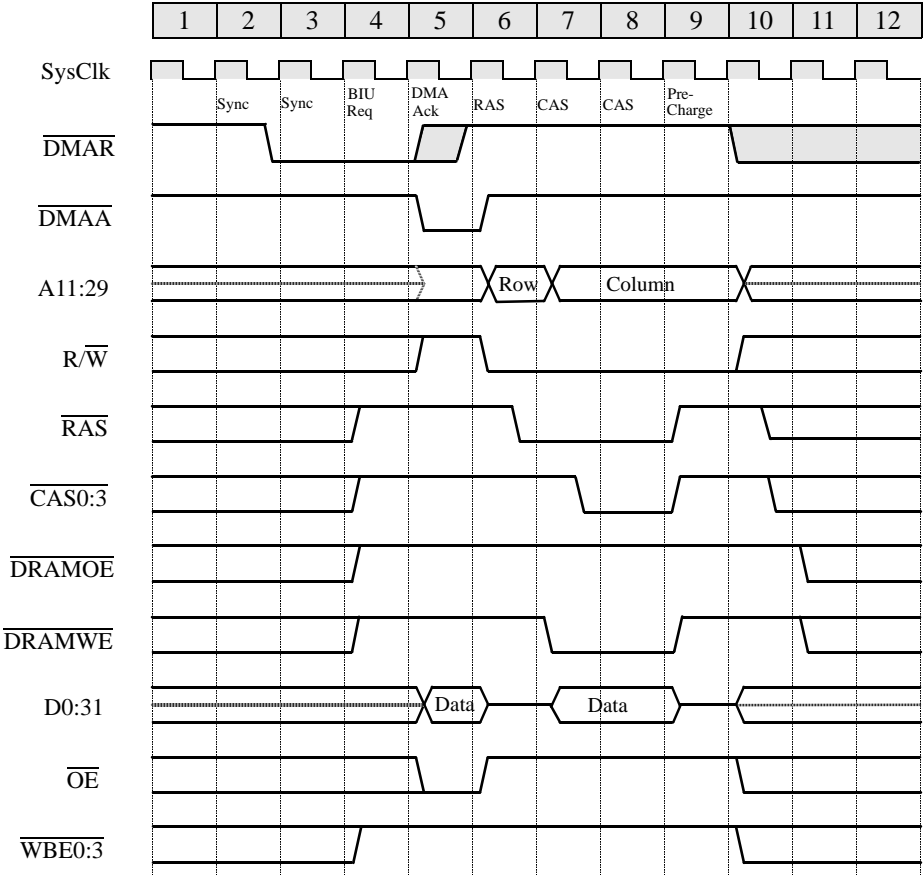 1 2 3 4 5 6 7 8 9 10 11 12
SysClk
Sync Sync BIU Req DMA Ack RAS CAS CAS Pre-Charge
DMAR
DMAA
A11:29 Row Column
R/W
RAS
CAS0:3
DRAMOE
DRAMWE
D0:31 Data Data
OE
WBE0:3